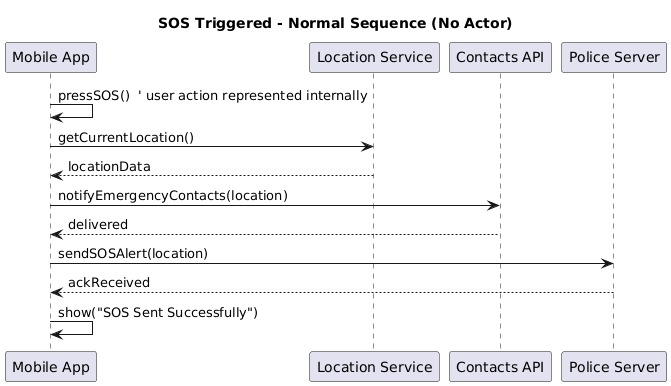 SOS Triggered - Normal Sequence (No Actor)
Mobile App Location Service Contacts API Police Server
pressSOS()  ' user action represented internally
getCurrentLocation()
locationData
notifyEmergencyContacts(location)
delivered
sendSOSAlert(location)
ackReceived
show("SOS Sent Successfully")
Mobile App Location Service Contacts API Police Server